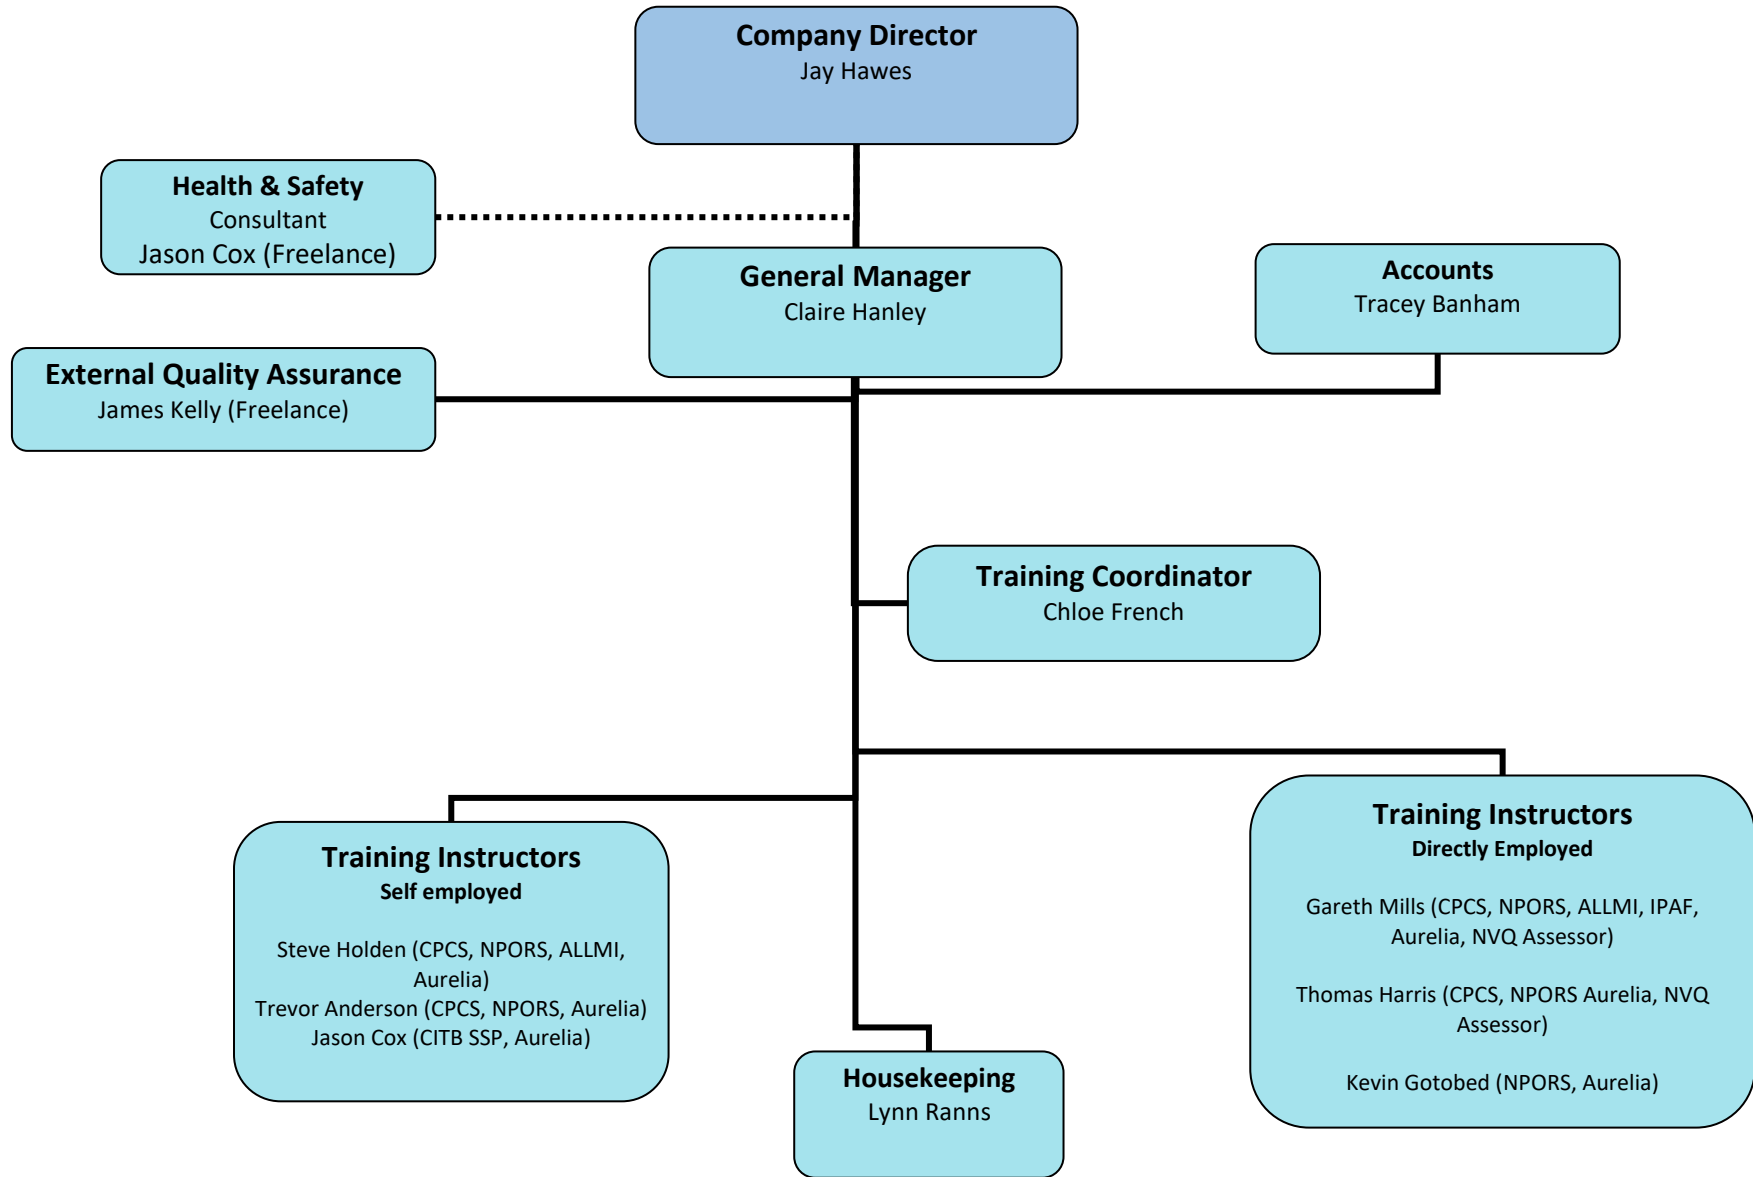 Company Director
Jay Hawes
Health & Safety
Consultant
Jason Cox (Freelance)
General Manager
Claire Hanley
Accounts
Tracey Banham
External Quality Assurance
James Kelly (Freelance)
Training Coordinator
Chloe French
Training Instructors
Self employed
Steve Holden (CPCS, NPORS, ALLMI,
Aurelia)
Trevor Anderson (CPCS, NPORS, Aurelia)
Jason Cox (CITB SSP, Aurelia)
Training Instructors
Directly Employed
Gareth Mills (CPCS, NPORS, ALLMI, IPAF,
Aurelia, NVQ Assessor)
Thomas Harris (CPCS, NPORS Aurelia, NVQ
Assessor)
Kevin Gotobed (NPORS, Aurelia)
Housekeeping
Lynn Ranns